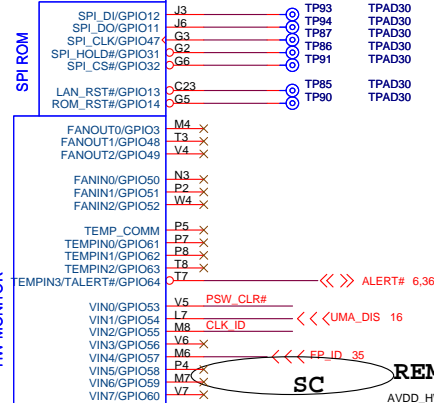 SPI ROM
SPI_DI/GPIO12 J3 TP93 TPAD30
SPI_DO/GPIO11 J6 TP94 TPAD30
SPI_CLK/GPIO47 G3 TP87 TPAD30
SPI_HOLD#/GPIO31 G2 TP86 TPAD30
SPI_CS#/GPIO32 G6 TP91 TPAD30
LAN_RST#/GPIO13 C23 TP85 TPAD30
ROM_RST#/GPIO14 G5 TP90 TPAD30
FANOUT0/GPIO3 M4
FANOUT1/GPIO48 T3
FANOUT2/GPIO49 V4
FANIN0/GPIO50 N3
FANIN1/GPIO51 P2
FANIN2/GPIO52 W4
TEMP_COMM P5
TEMPIN0/GPIO61 P7
TEMPIN1/GPIO62 P8
TEMPIN2/GPIO63 T8
TEMPIN3/TALERT#/GPIO64 T7 ALERT# 6,36
VIN0/GPIO53 V5 PSW_CLR#
VIN1/GPIO54 L7 UMA_DIS 16
VIN2/GPIO55 M8 CLK_ID
VIN3/GPIO56 V6
VIN4/GPIO57 M6 FP_ID 35
VIN5/GPIO58 P4
VIN6/GPIO59 M7 SC
VIN7/GPIO60 V7